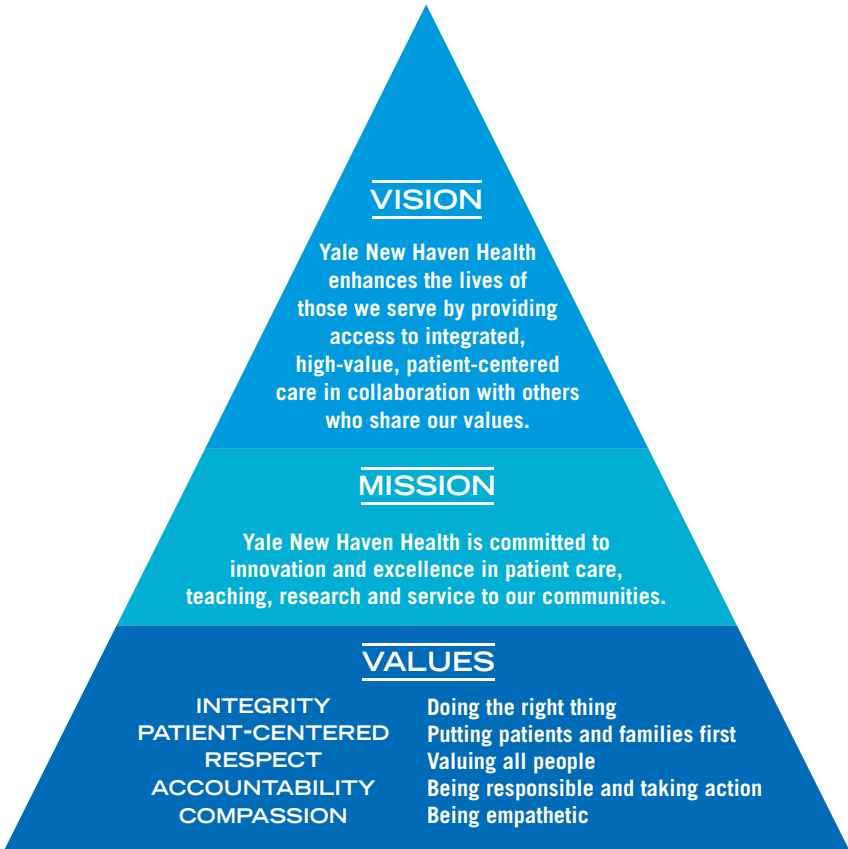 VISION
Yale New Haven Health
enhances the lives of
those we serve by providing
access to integrated,
high-value, patient-centered
care in collaboration with others
who share our values.
MISSION
Yale New Haven Health is committed to
innovation and excellence in patient care,
teaching, research and service to our communities.
VALUES
INTEGRITY Doing the right thing
PATIENT-CENTERED Putting patients and families first
RESPECT Valuing all people
ACCOUNTABILITY Being responsible and taking action
COMPASSION Being empathetic